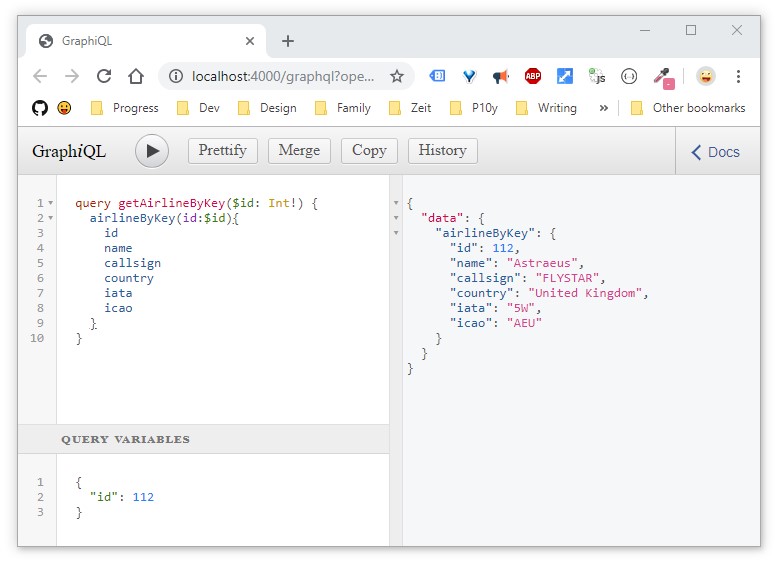 GraphiQL
localhost:4000/graphql?ope...
ABP
JS
Progress Dev Design Family Zeit P10y Writing » Other bookmarks
GraphiQL Prettify Merge Copy History Docs
1 query getAirlineByKey($id: Int!) {
2 airlineByKey(id:$id){
3 id
4 name
5 callsign
6 country
7 iata
8 icao
9 }
10 }
{
"data": {
"airlineByKey": {
"id": 112,
"name": "Astraeus",
"callsign": "FLYSTAR",
"country": "United Kingdom",
"iata": "5W",
"icao": "AEU"
}
}
}
QUERY VARIABLES
1 {
2 "id": 112
3 }